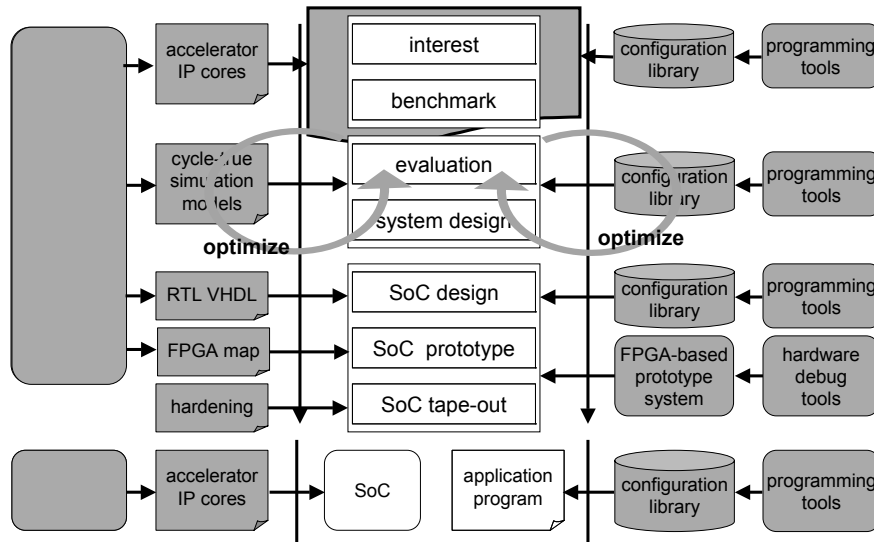 accelerator
IP cores
interest
benchmark
configuration
library
programming
tools
cycle-true
simulation
models
evaluation
system design
configuration
library
programming
tools
optimize
optimize
RTL VHDL
SoC design
configuration
library
programming
tools
FPGA map
SoC prototype
FPGA-based
prototype
system
hardware
debug
tools
hardening
SoC tape-out
accelerator
IP cores
SoC
application
program
configuration
library
programming
tools